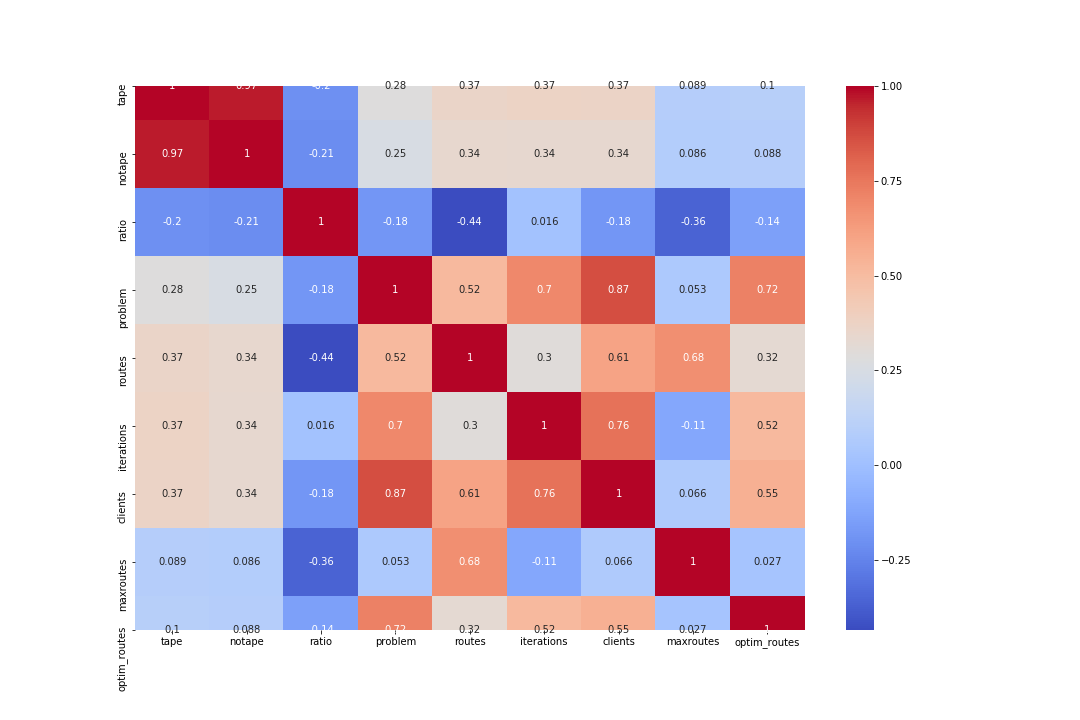 tape 1 0.97 -0.2 0.28 0.37 0.37 0.37 0.089 0.1
notape 0.97 1 -0.21 0.25 0.34 0.34 0.34 0.086 0.088
ratio -0.2 -0.21 1 -0.18 -0.44 0.016 -0.18 -0.36 -0.14
problem 0.28 0.25 -0.18 1 0.52 0.7 0.87 0.053 0.72
routes 0.37 0.34 -0.44 0.52 1 0.3 0.61 0.68 0.32
iterations 0.37 0.34 0.016 0.7 0.3 1 0.76 -0.11 0.52
clients 0.37 0.34 -0.18 0.87 0.61 0.76 1 0.066 0.55
maxroutes 0.089 0.086 -0.36 0.053 0.68 -0.11 0.066 1 0.027
optim_routes 0.1 0.088 -0.14 0.72 0.32 0.52 0.55 0.027 1
tape notape ratio problem routes iterations clients maxroutes optim_routes
1.00
0.75
0.50
0.25
0.00
−0.25